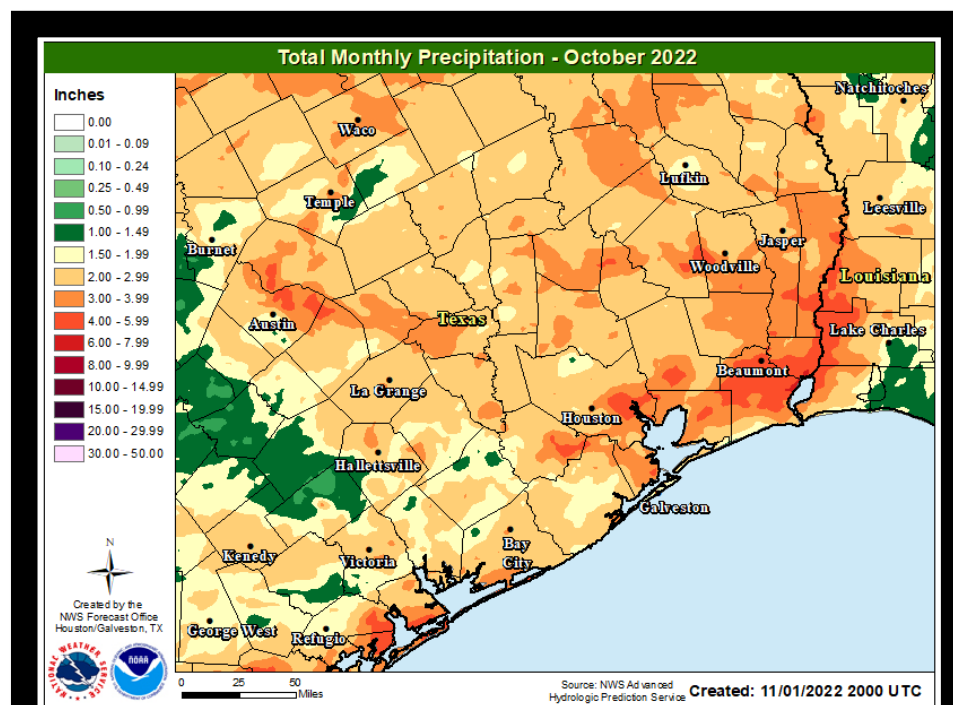 Total Monthly Precipitation - October 2022
Inches
0.00
0.01 - 0.09
0.10 - 0.24
0.25 - 0.49
0.50 - 0.99
1.00 - 1.49
1.50 - 1.99
2.00 - 2.99
3.00 - 3.99
4.00 - 5.99
6.00 - 7.99
8.00 - 9.99
10.00 - 14.99
15.00 - 19.99
20.00 - 29.99
30.00 - 50.00
Natchitoches
Waco
Lufkin
Temple
Leesville
Burnet
Jasper
Woodville
Louisiana
Austin
Texas
Lake Charles
Beaumont
La Grange
Houston
Hallettsville
Galveston
Kenedy
Victoria
Bay
City
George West
Refugio
N
Created by the
NWS Forecast Office
Houston/Galveston, TX
NATIONAL WEATHER SERVICE
NOAA
0 25 50
Miles
Source: NWS Advanced
Hydrologic Prediction Service
Created: 11/01/2022 2000 UTC